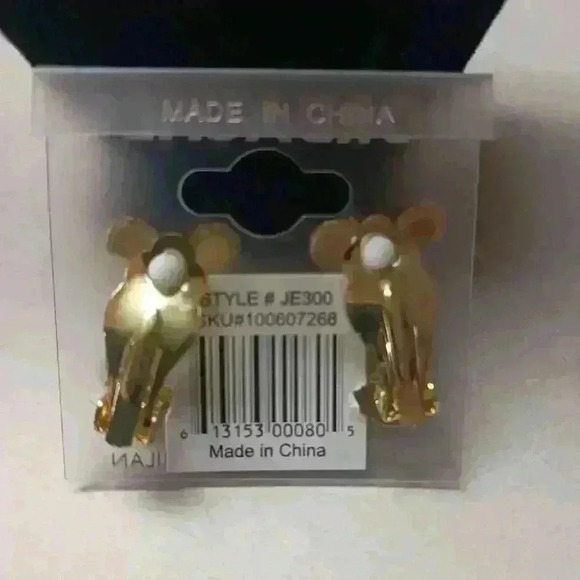 MADE IN CHINA
STYLE # JE300
SKU#100607268
6 13153 00080 5
Made in China